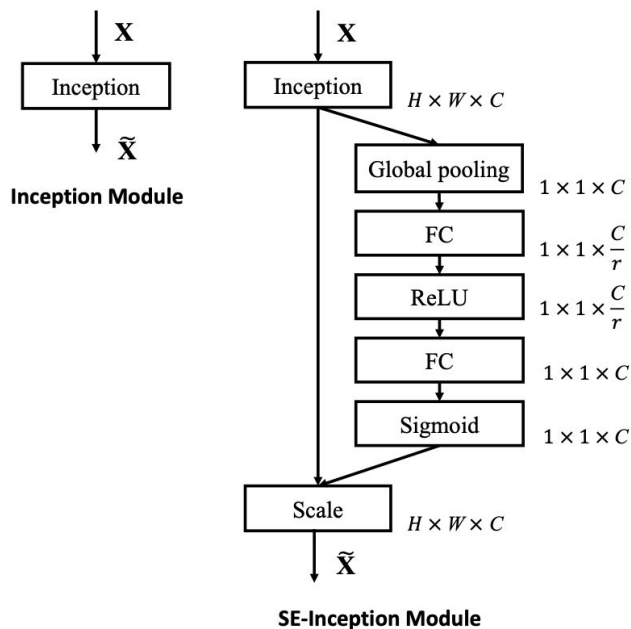 X
Inception
X̃
Inception Module
X
Inception
H × W × C
Global pooling
1 × 1 × C
FC
1 × 1 × C/r
ReLU
1 × 1 × C/r
FC
1 × 1 × C
Sigmoid
1 × 1 × C
Scale
H × W × C
X̃
SE-Inception Module